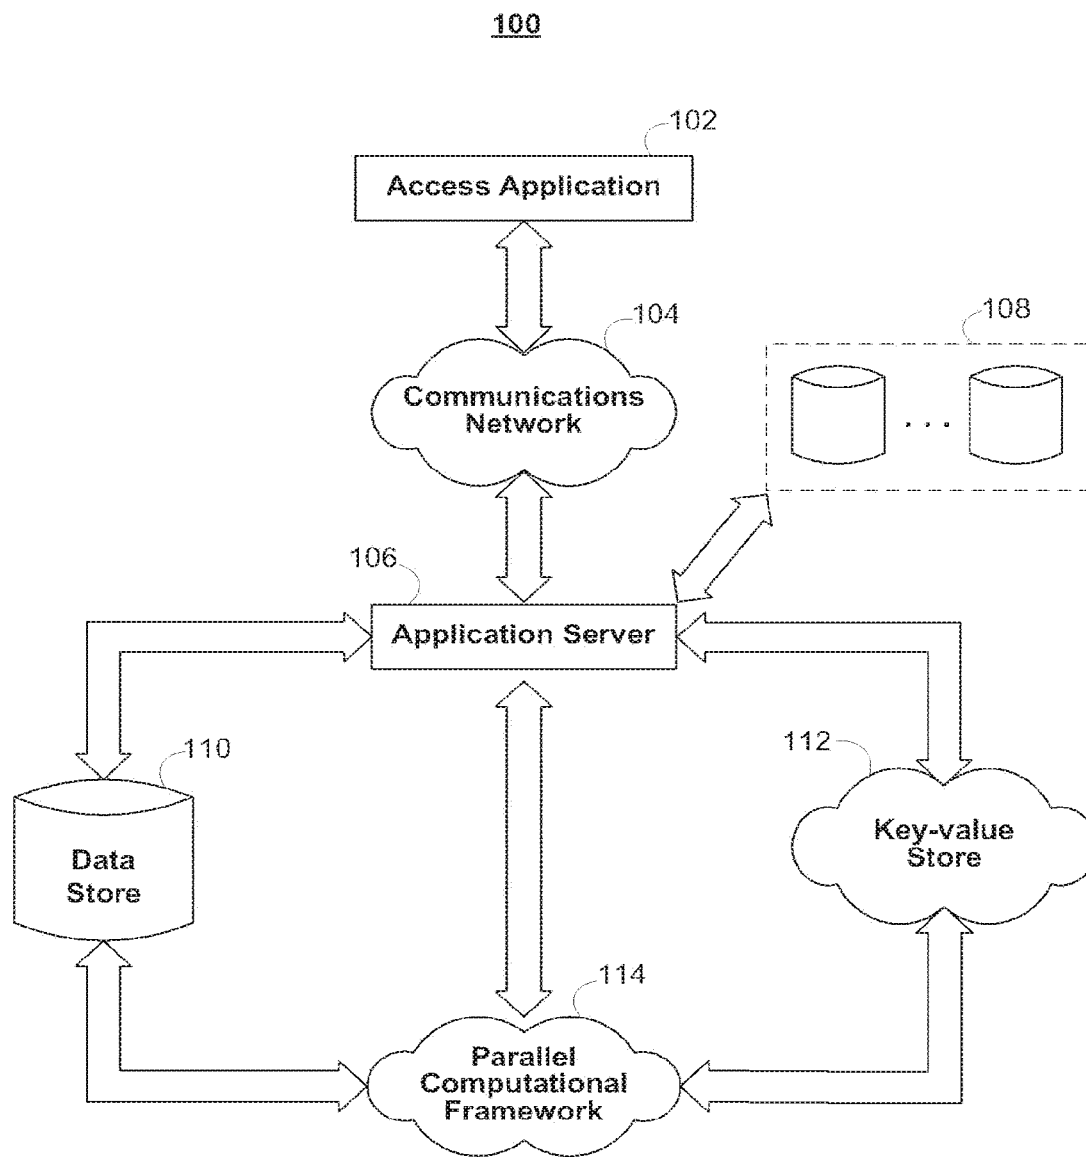 100
102
Access Application
104
108
Communications
Network
. . .
106
Application Server
110
112
Data
Store
Key-value
Store
114
Parallel
Computational
Framework